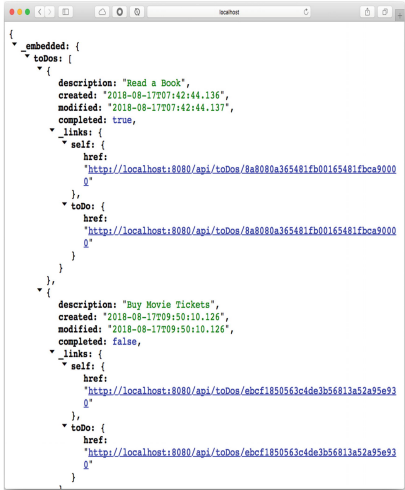 localhost
{
_embedded: {
toDos: [
{
description: "Read a Book",
created: "2018-08-17T07:42:44.136",
modified: "2018-08-17T07:42:44.137",
completed: true,
_links: {
self: {
href:
"http://localhost:8080/api/toDos/8a8080a365481fb00165481fbca9000
0"
},
toDo: {
href:
"http://localhost:8080/api/toDos/8a8080a365481fb00165481fbca9000
0"
}
}
},
{
description: "Buy Movie Tickets",
created: "2018-08-17T09:50:10.126",
modified: "2018-08-17T09:50:10.126",
completed: false,
_links: {
self: {
href:
"http://localhost:8080/api/toDos/ebcf1850563c4de3b56813a52a95e93
0"
},
toDo: {
href:
"http://localhost:8080/api/toDos/ebcf1850563c4de3b56813a52a95e93
0"
}